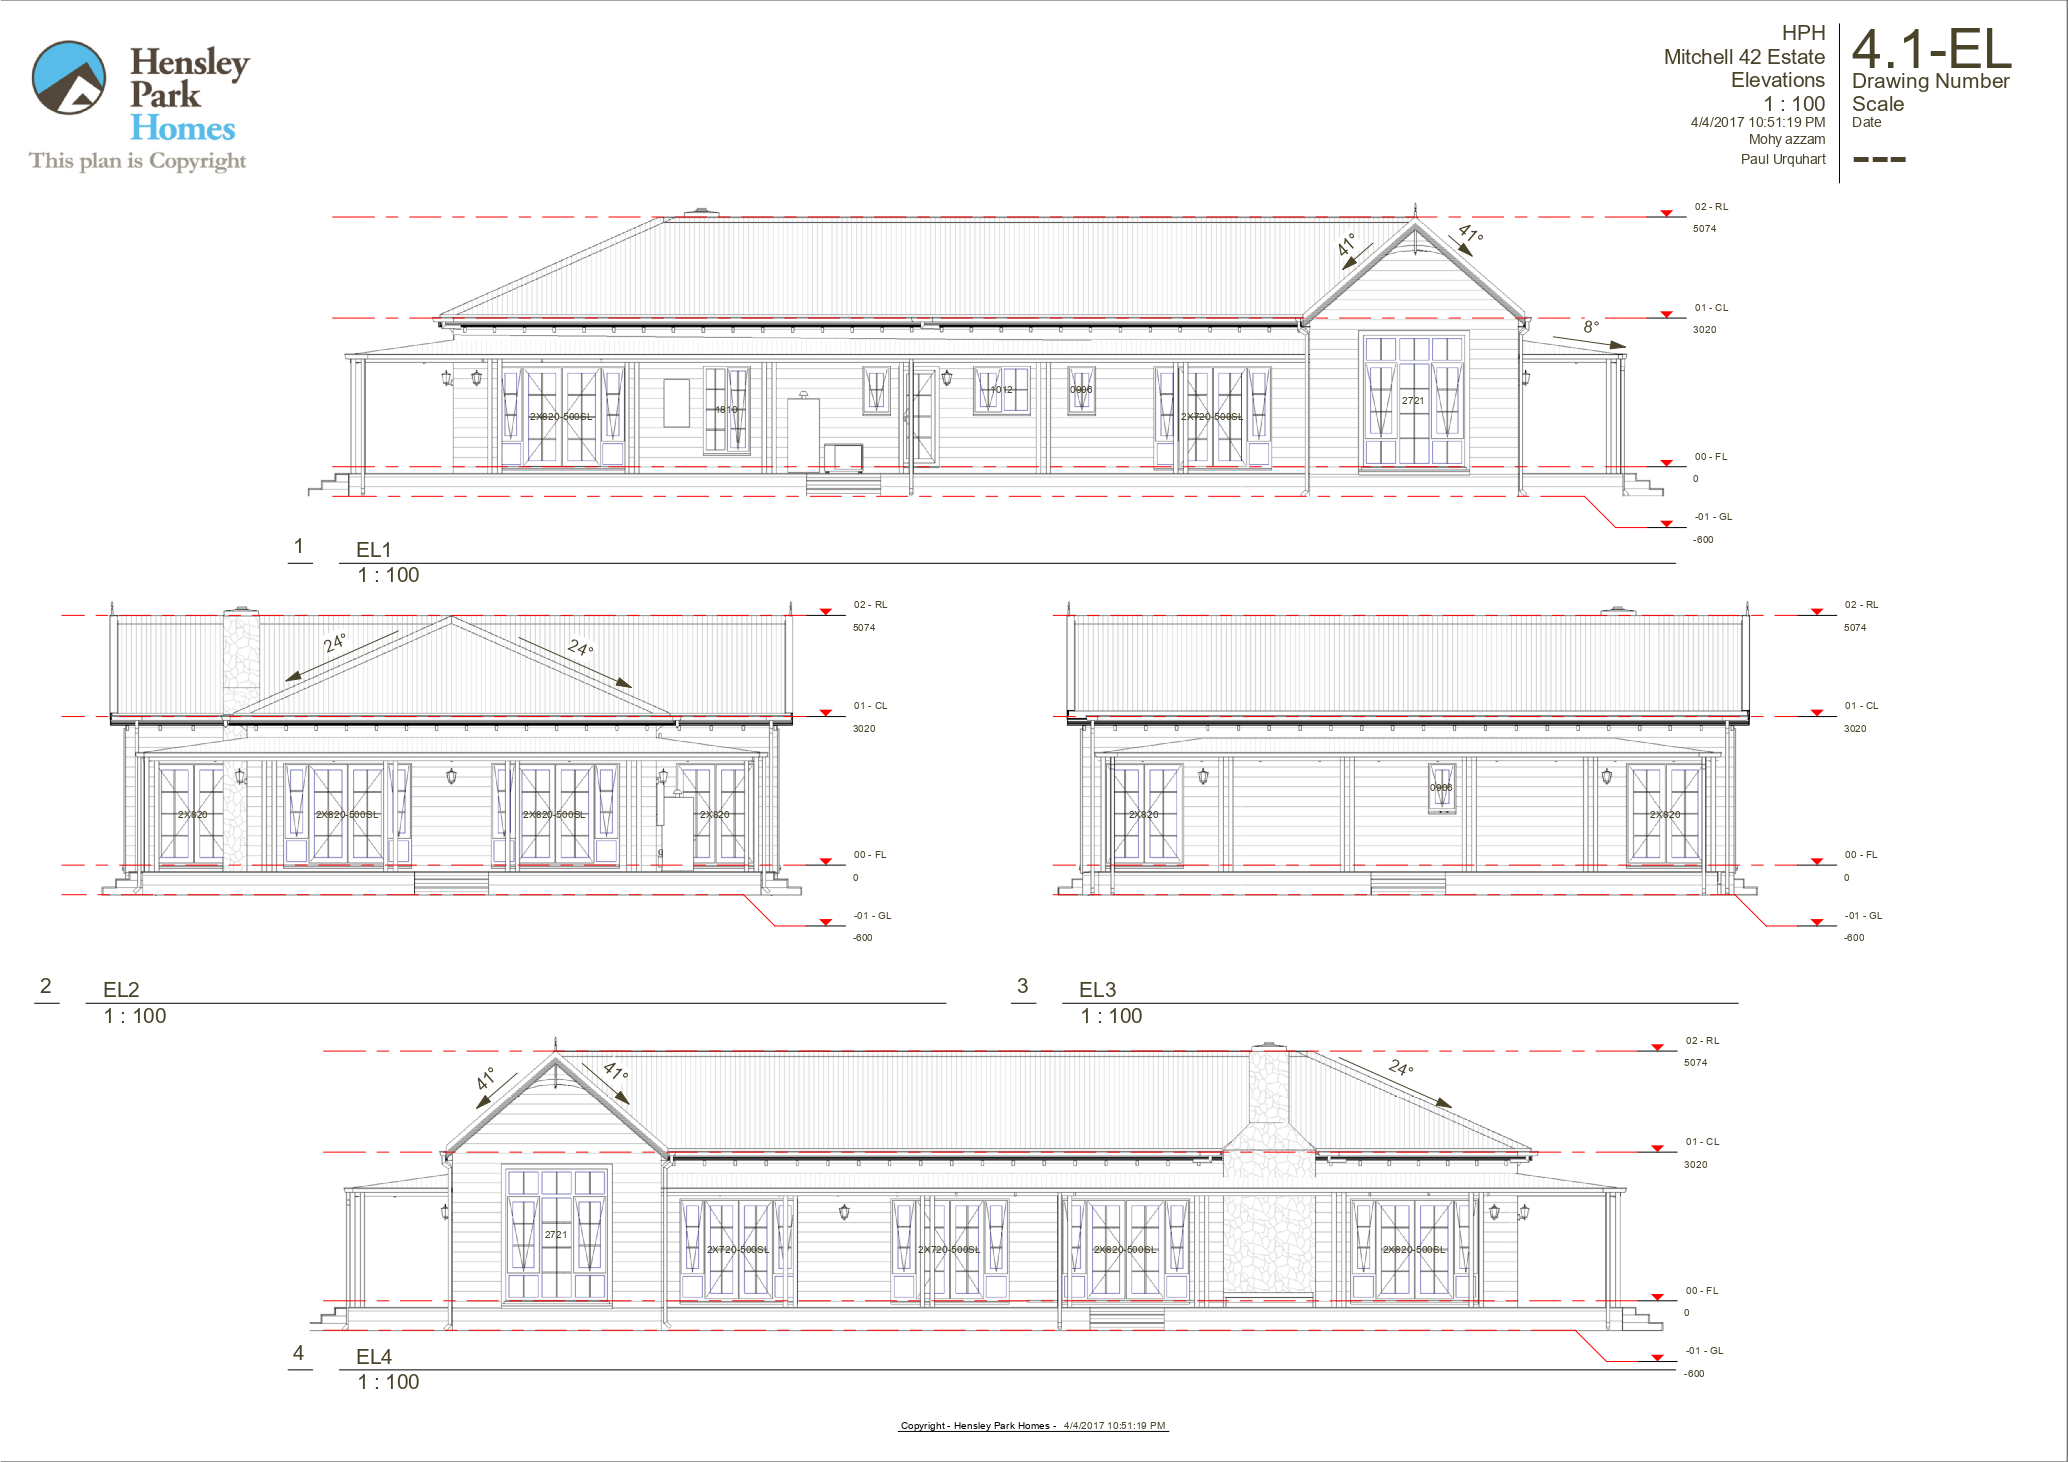 Hensley
Park
Homes
This plan is Copyright
HPH
Mitchell 42 Estate
Elevations
1 : 100
4/4/2017 10:51:19 PM
Mohy azzam
Paul Urquhart
4.1-EL
Drawing Number
Scale
Date
---
02 - RL
5074
41°
41°
01 - CL
3020
8°
1012
0906
1810
2X820-500SL
2X720-500SL
2721
00 - FL
0
-01 - GL
-600
1
EL1
1 : 100
02 - RL
5074
24°
24°
01 - CL
3020
2X820
2X820-500SL
2X820-500SL
2X820
00 - FL
0
-01 - GL
-600
2
EL2
1 : 100
02 - RL
5074
01 - CL
3020
0906
2X820
2X820
00 - FL
0
-01 - GL
-600
3
EL3
1 : 100
02 - RL
5074
41°
41°
24°
01 - CL
3020
2721
2X720-500SL
2X720-500SL
2X820-500SL
2X820-500SL
00 - FL
0
-01 - GL
-600
4
EL4
1 : 100
Copyright - Hensley Park Homes - 4/4/2017 10:51:19 PM